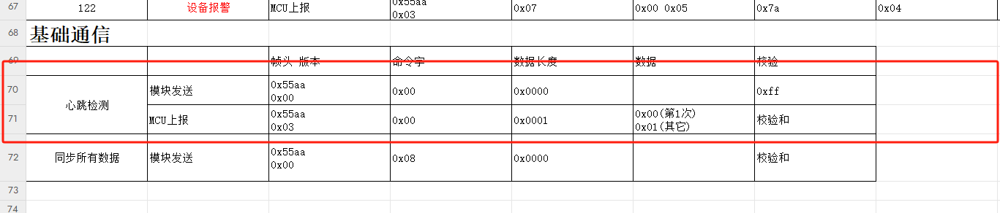 67
122
设备报警
MCU上报
0x55aa
0x03
0x07
0x00 0x05
0x7a
0x04
68
基础通信
69
帧头 版本
命令字
数据长度
数据
校验
70
心跳检测
模块发送
0x55aa
0x00
0x00
0x0000
0xff
71
MCU上报
0x55aa
0x03
0x00
0x0001
0x00(第1次)
0x01(其它)
校验和
72
同步所有数据
模块发送
0x55aa
0x00
0x08
0x0000
校验和
73
74